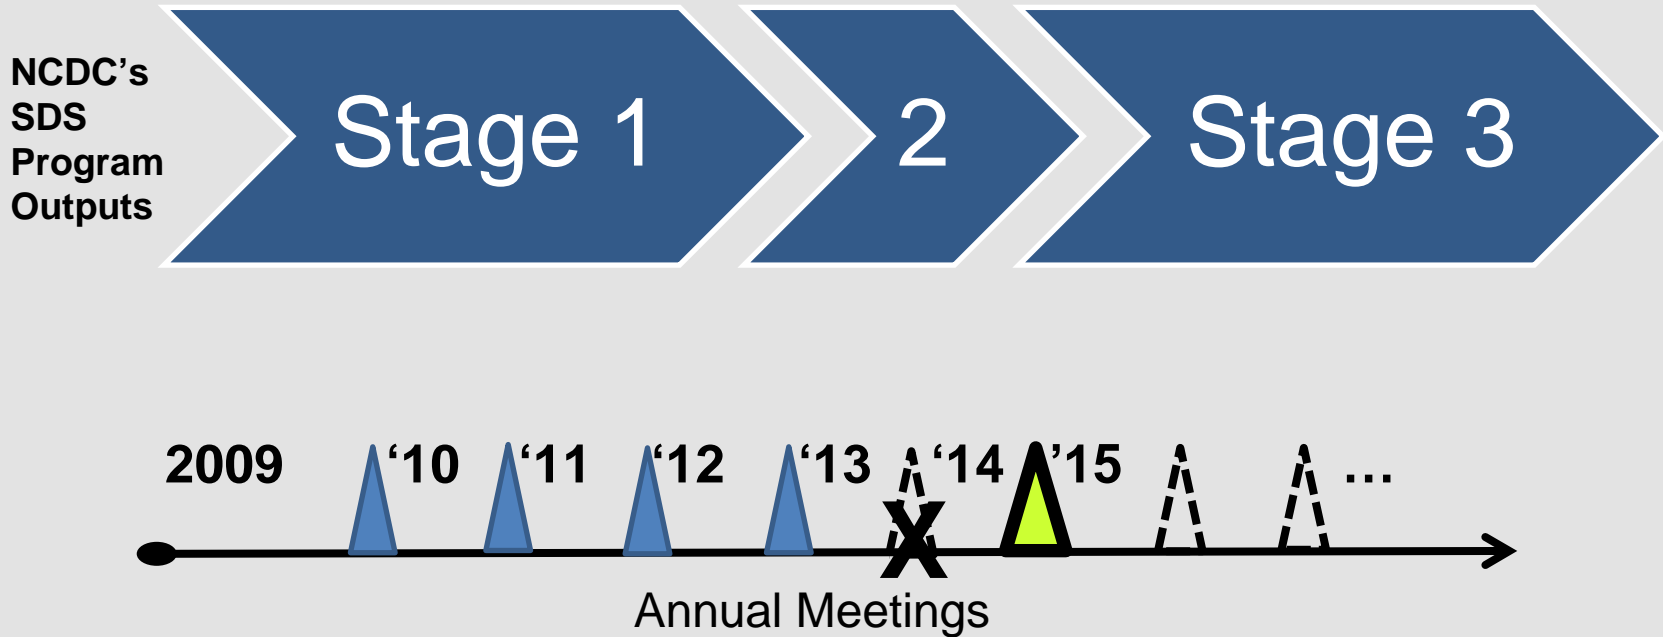 NCDC’s
SDS
Program
Outputs
Stage 1
2
Stage 3
2009 ‘10 ‘11 ‘12 ‘13 ‘14 ’15 ...
X
Annual Meetings